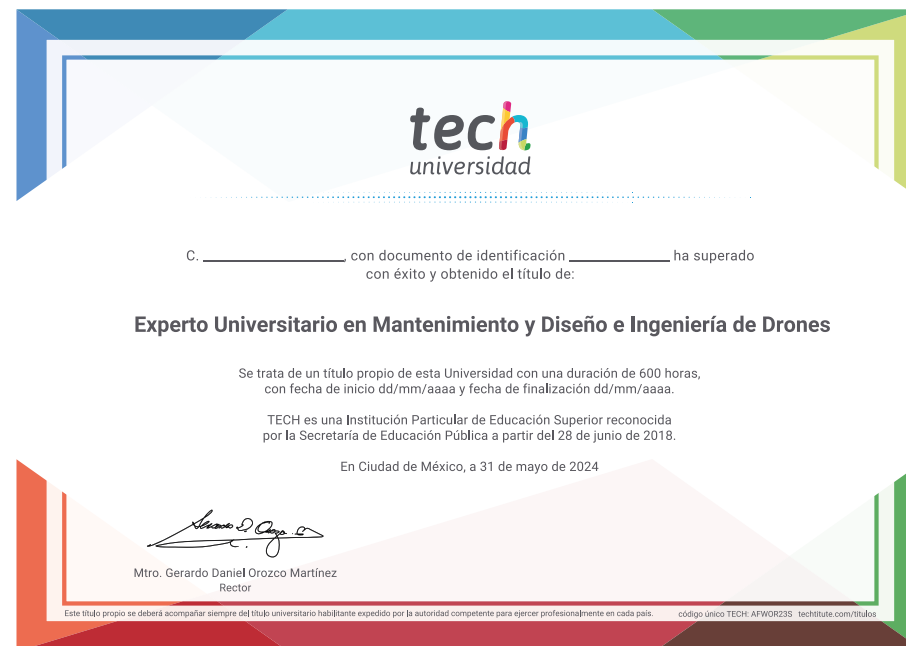 tech
universidad
C. ____________________, con documento de identificación ______________ ha superado
con éxito y obtenido el título de:
Experto Universitario en Mantenimiento y Diseño e Ingeniería de Drones
Se trata de un título propio de esta Universidad con una duración de 600 horas,
con fecha de inicio dd/mm/aaaa y fecha de finalización dd/mm/aaaa.
TECH es una Institución Particular de Educación Superior reconocida
por la Secretaría de Educación Pública a partir del 28 de junio de 2018.
En Ciudad de México, a 31 de mayo de 2024
Mtro. Gerardo Daniel Orozco Martínez
Rector
Este título propio se deberá acompañar siempre del título universitario habilitante expedido por la autoridad competente para ejercer profesionalmente en cada país. código único TECH: AFWOR23S techtitute.com/titulos